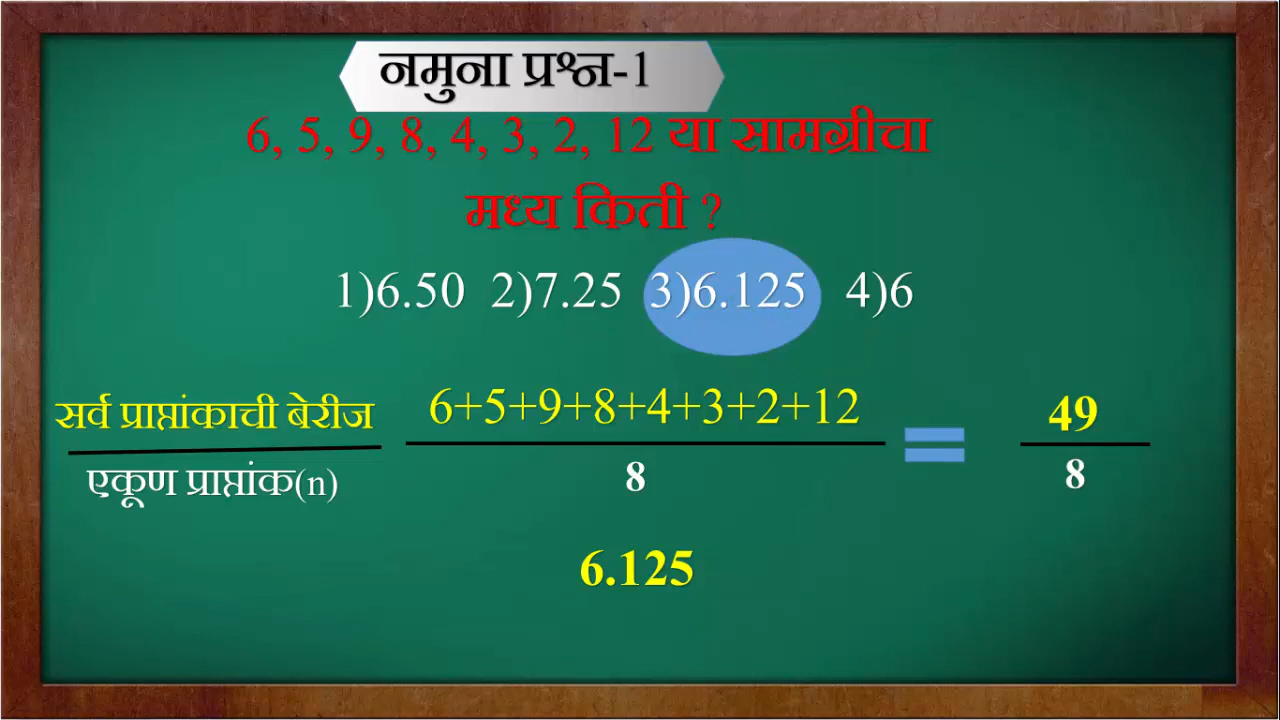 नमुना प्रश्न-1
6, 5, 9, 8, 4, 3, 2, 12 या सामग्रीचा
मध्य किती ?
1)6.50 2)7.25 3)6.125 4)6
सर्व प्राप्तांकाची बेरीज 6+5+9+8+4+3+2+12 = 49
एकूण प्राप्तांक(n) 8 8
6.125